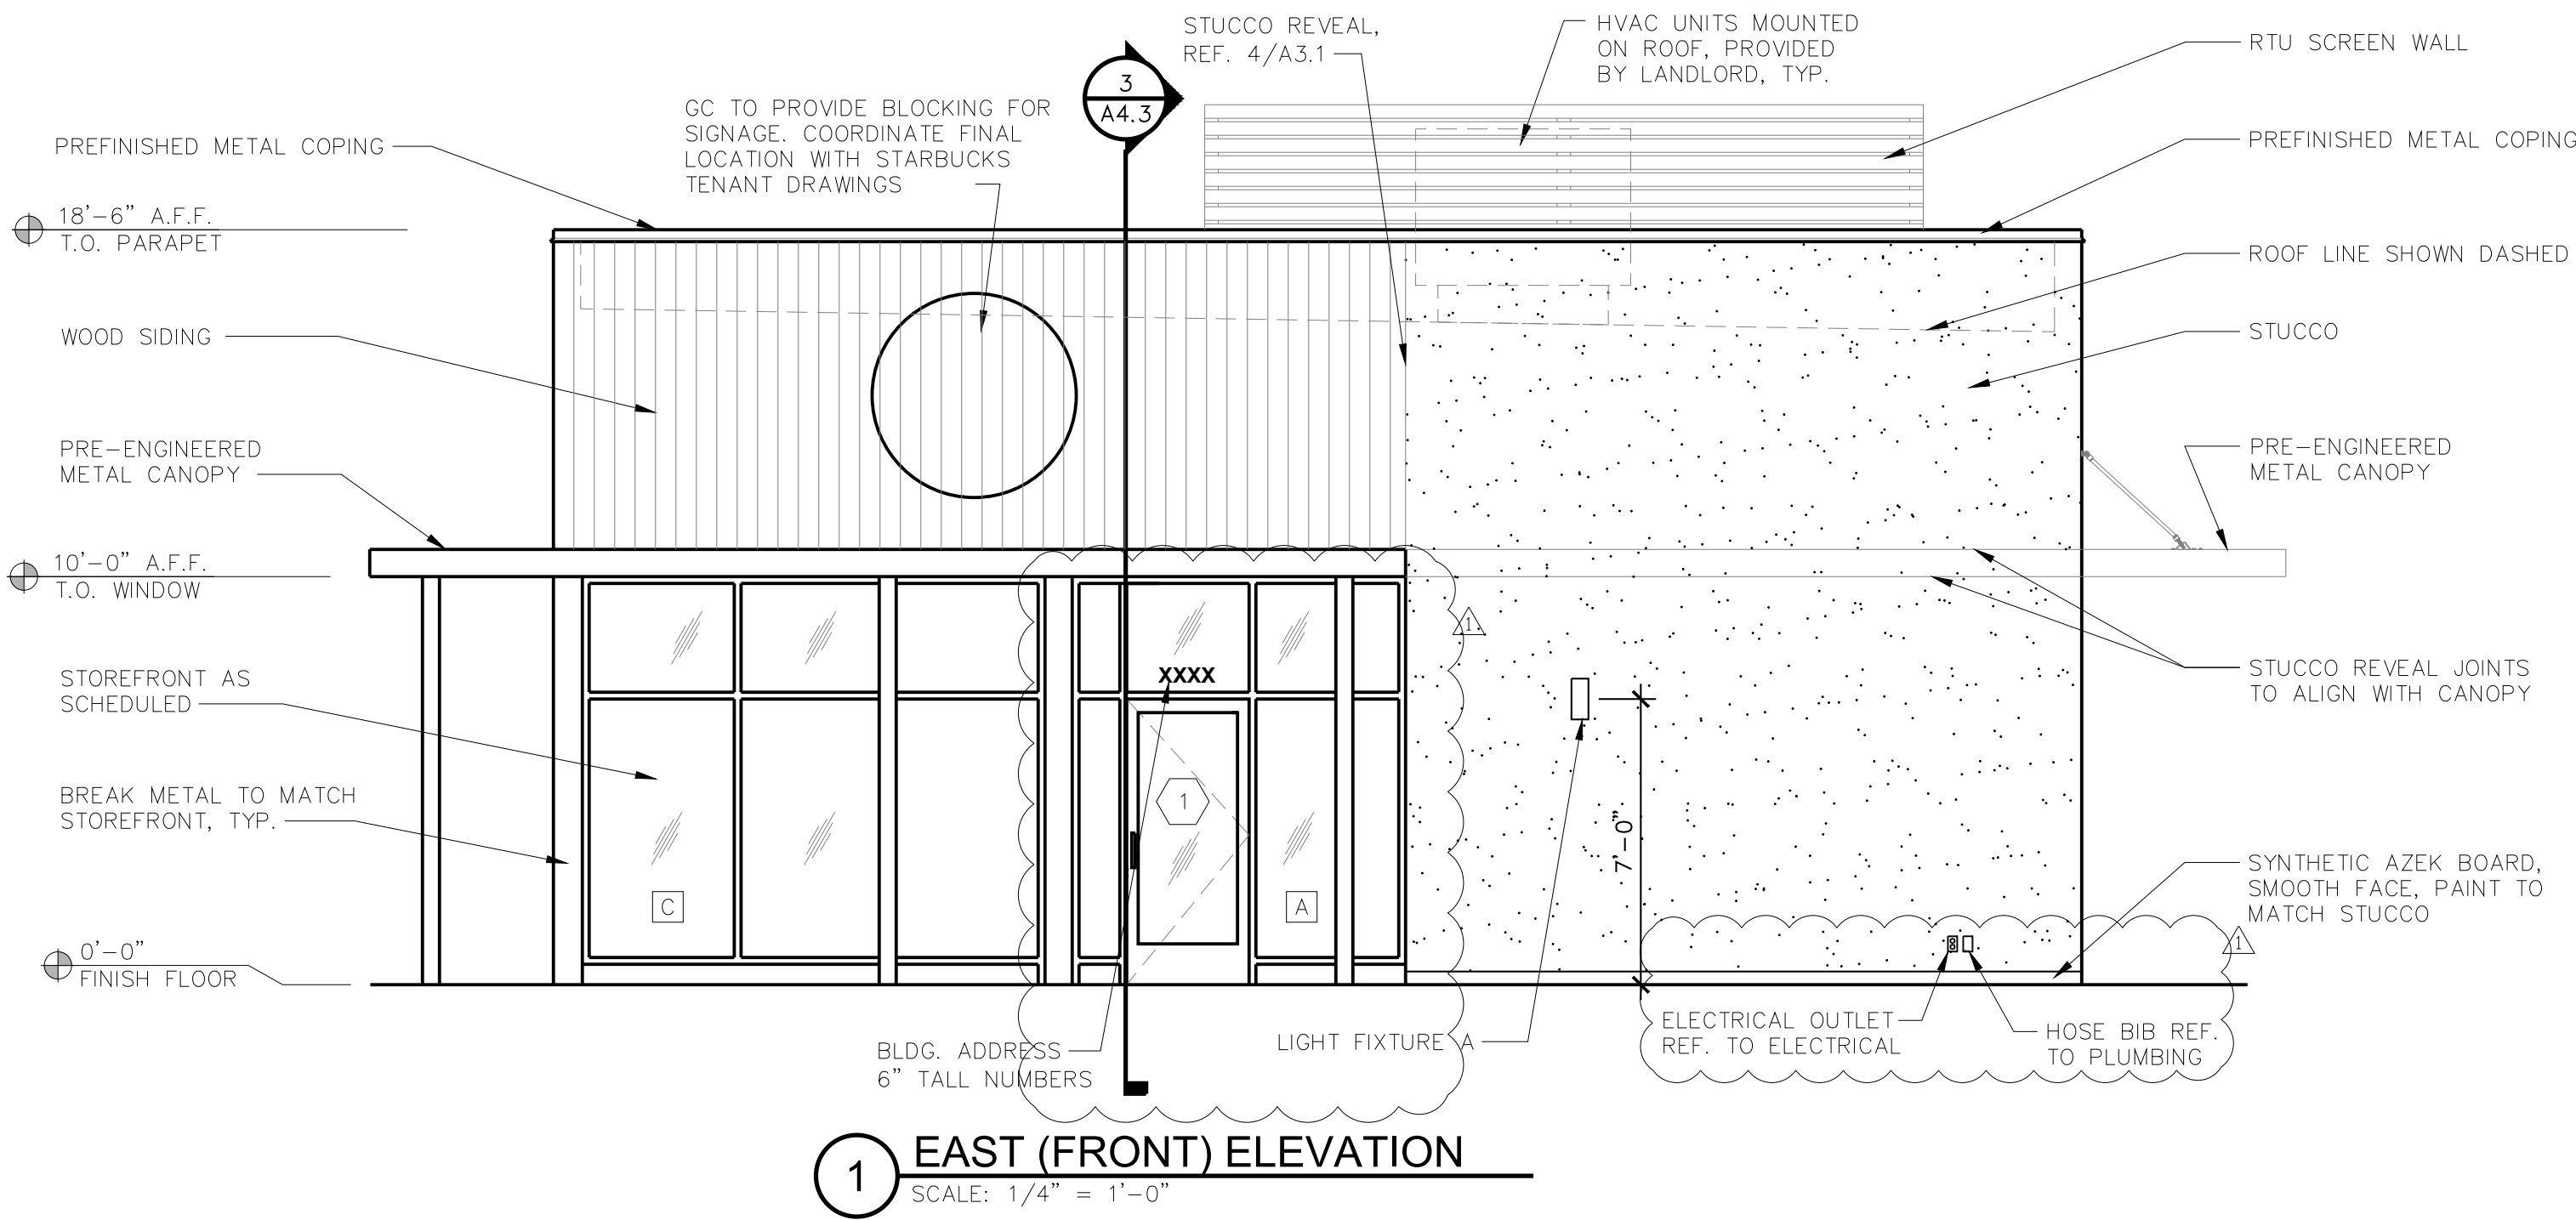 STUCCO REVEAL,
REF. 4/A3.1
HVAC UNITS MOUNTED
ON ROOF, PROVIDED
BY LANDLORD, TYP.
RTU SCREEN WALL
3
A4.3
GC TO PROVIDE BLOCKING FOR
SIGNAGE. COORDINATE FINAL
LOCATION WITH STARBUCKS
TENANT DRAWINGS
PREFINISHED METAL COPING
PREFINISHED METAL COPING
18'-6" A.F.F.
T.O. PARAPET
ROOF LINE SHOWN DASHED
WOOD SIDING
STUCCO
PRE-ENGINEERED
METAL CANOPY
PRE-ENGINEERED
METAL CANOPY
10'-0" A.F.F.
T.O. WINDOW
1
XXXX
STOREFRONT AS
SCHEDULED
STUCCO REVEAL JOINTS
TO ALIGN WITH CANOPY
BREAK METAL TO MATCH
STOREFRONT, TYP.
1
7'-0"
C
A
SYNTHETIC AZEK BOARD,
SMOOTH FACE, PAINT TO
MATCH STUCCO
1
0'-0"
FINISH FLOOR
BLDG. ADDRESS
6" TALL NUMBERS
LIGHT FIXTURE A
ELECTRICAL OUTLET
REF. TO ELECTRICAL
HOSE BIB REF.
TO PLUMBING
1
EAST (FRONT) ELEVATION
SCALE: 1/4" = 1'-0"